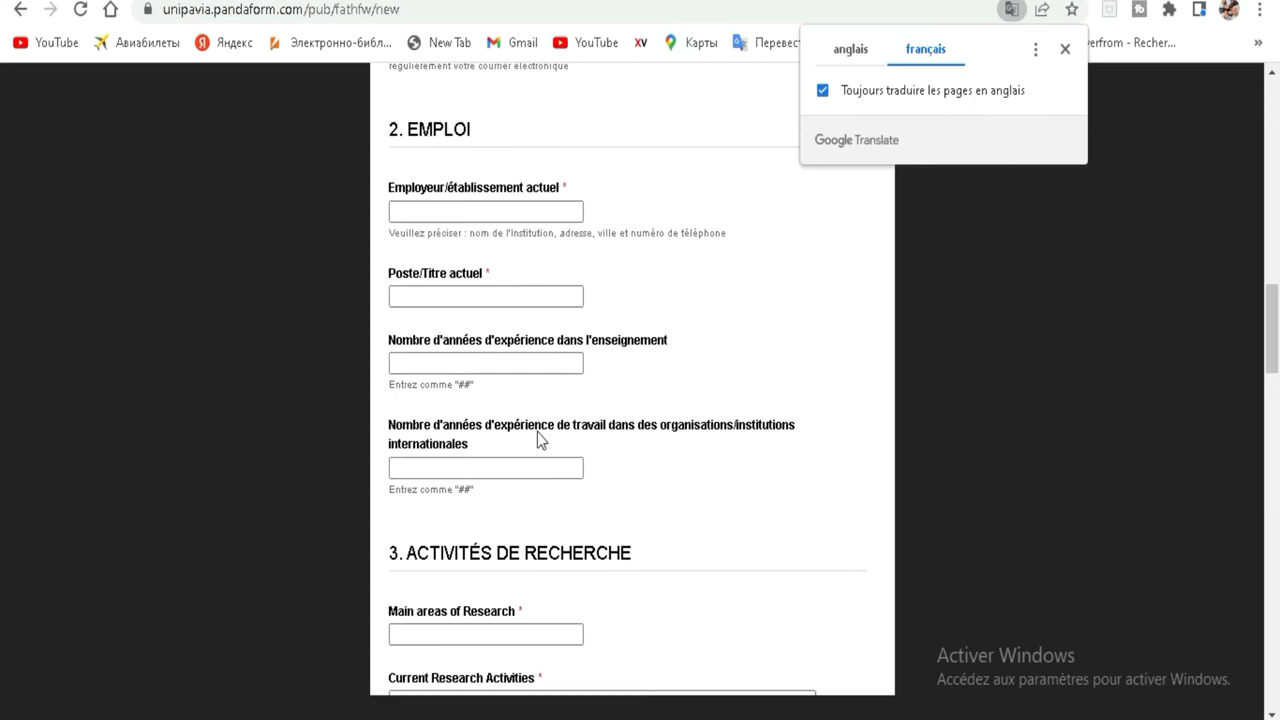 unipavia.pandaform.com/pub/fathfw/new
YouTube Авиабилеты Яндекс Электронно-библ... New Tab Gmail YouTube XV Карты Перевест verfrom - Recher... »
anglais français
Toujours traduire les pages en anglais
Google Translate
régulièrement votre courrier électronique
2. EMPLOI
Employeur/établissement actuel *
Veuillez préciser : nom de l'Institution, adresse, ville et numéro de téléphone
Poste/Titre actuel *
Nombre d'années d'expérience dans l'enseignement
Entrez comme "##"
Nombre d'années d'expérience de travail dans des organisations/institutions
internationales
Entrez comme "##"
3. ACTIVITÉS DE RECHERCHE
Main areas of Research *
Current Research Activities *
Activer Windows
Accédez aux paramètres pour activer Windows.